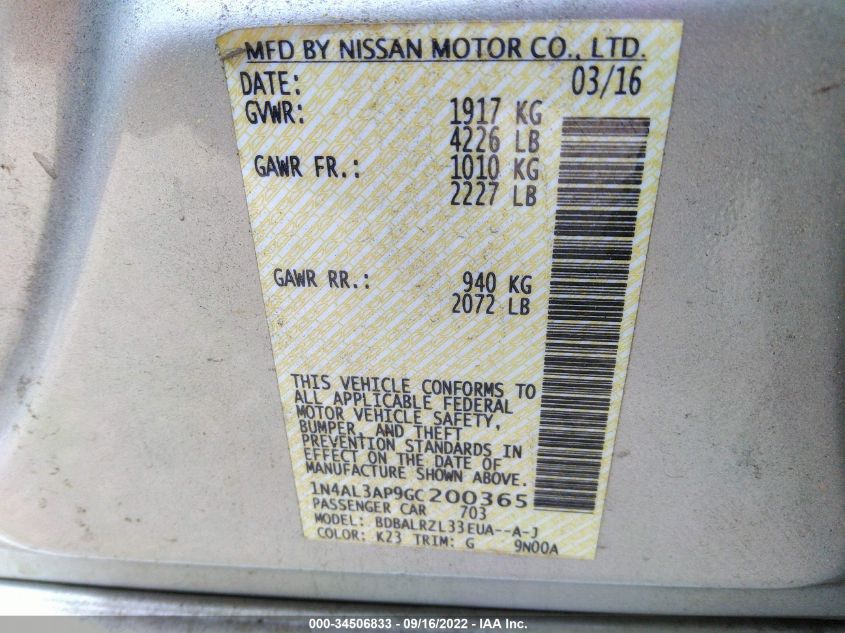 MFD BY NISSAN MOTOR CO., LTD.
DATE: 03/16
GVWR: 1917 KG
4226 LB
GAWR FR.: 1010 KG
2227 LB
GAWR RR.: 940 KG
2072 LB
THIS VEHICLE CONFORMS TO
ALL APPLICABLE FEDERAL
MOTOR VEHICLE SAFETY,
BUMPER, AND THEFT
PREVENTION STANDARDS IN
EFFECT ON THE DATE OF
MANUFACTURE SHOWN ABOVE.
1N4AL3AP9GC200365
PASSENGER CAR 703
MODEL: BDBALRZL33EUA--A-J
COLOR: K23 TRIM: G 9N00A
000-34506833 - 09/16/2022 - IAA Inc.